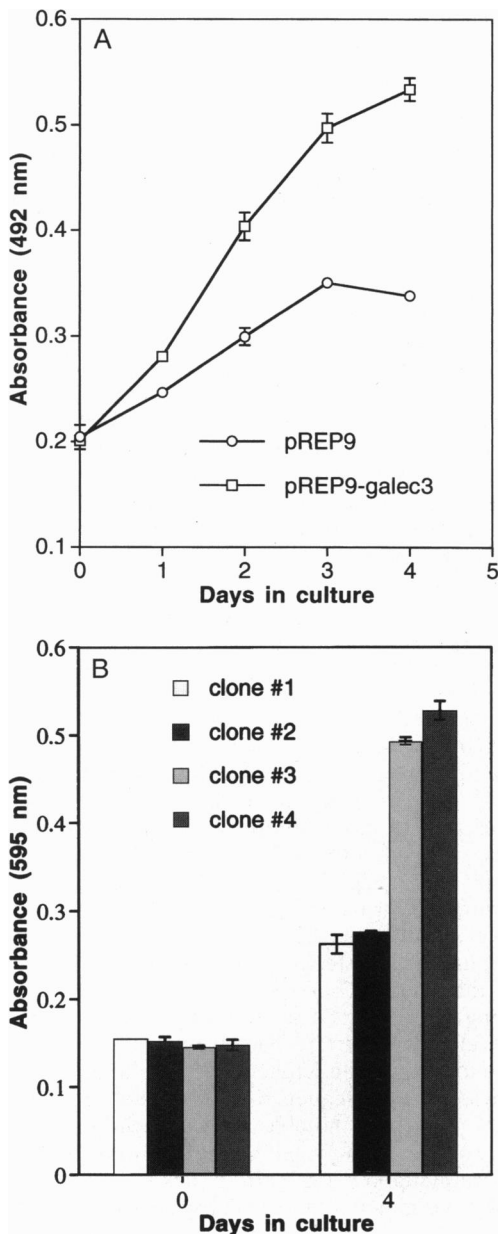 A
0.6
0.5
0.4
0.3
0.2
0.1
Absorbance (492 nm)
pREP9
pREP9-galec3
0 1 2 3 4 5
Days in culture
B
0.6
0.5
0.4
0.3
0.2
0.1
0
Absorbance (595 nm)
clone #1
clone #2
clone #3
clone #4
0 4
Days in culture